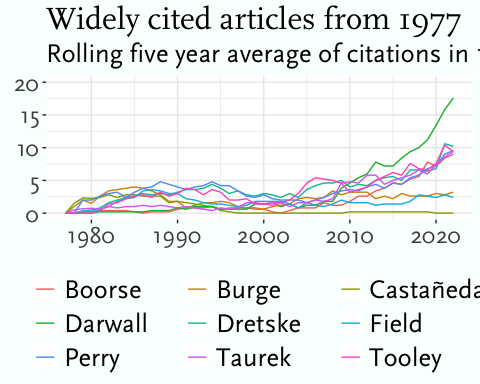 Widely cited articles from 1977
Rolling five year average of citations in
20
15
10
5
0
1980 1990 2000 2010 2020
Boorse Burge Castañeda
Darwall Dretske Field
Perry Taurek Tooley